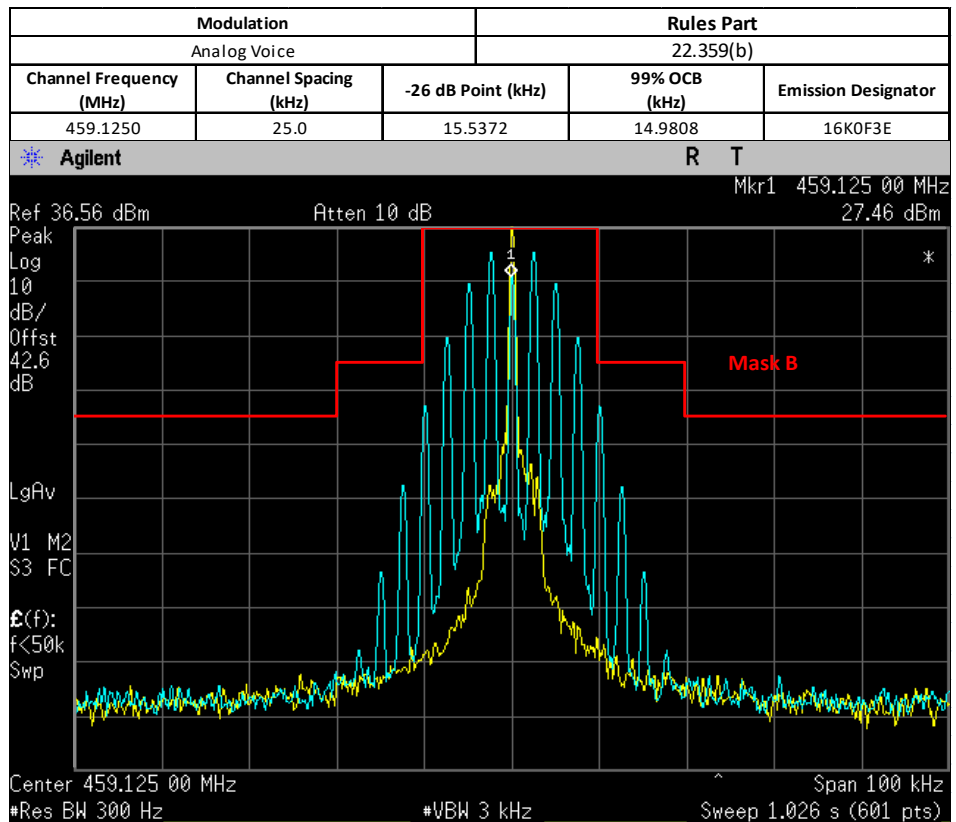 Modulation Rules Part
Analog Voice 22.359(b)
Channel Frequency (MHz) Channel Spacing (kHz) -26 dB Point (kHz) 99% OCB (kHz) Emission Designator
459.1250 25.0 15.5372 14.9808 16K0F3E
Agilent R T
Mkr1 459.125 00 MHz
Ref 36.56 dBm Atten 10 dB 27.46 dBm
Peak
Log
10
dB/
Offst
42.6
dB
1
*
Mask B
LgAv
V1 M2
S3 FC
£(f):
f<50k
Swp
Center 459.125 00 MHz ^ Span 100 kHz
#Res BW 300 Hz #VBW 3 kHz Sweep 1.026 s (601 pts)